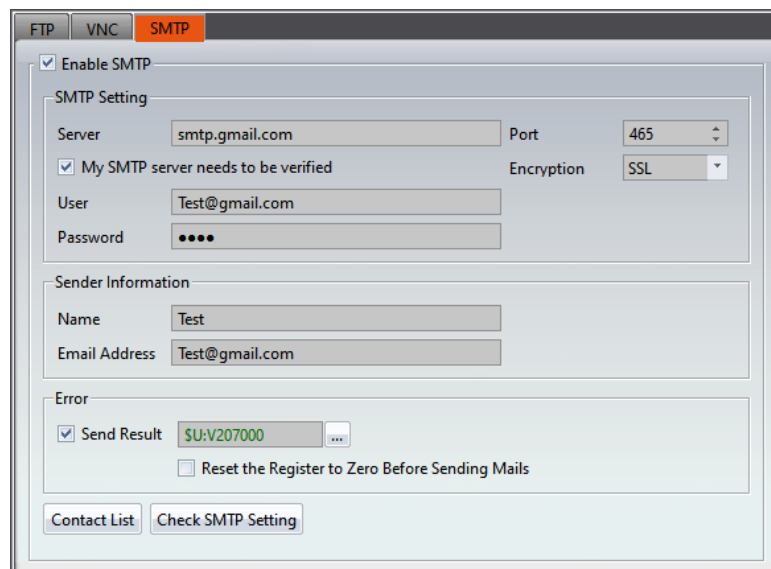 FTP VNC SMTP
Enable SMTP
SMTP Setting
Server smtp.gmail.com Port 465
My SMTP server needs to be verified Encryption SSL
User Test@gmail.com
Password ●●●●
Sender Information
Name Test
Email Address Test@gmail.com
Error
Send Result $U:V207000 ...
Reset the Register to Zero Before Sending Mails
Contact List Check SMTP Setting